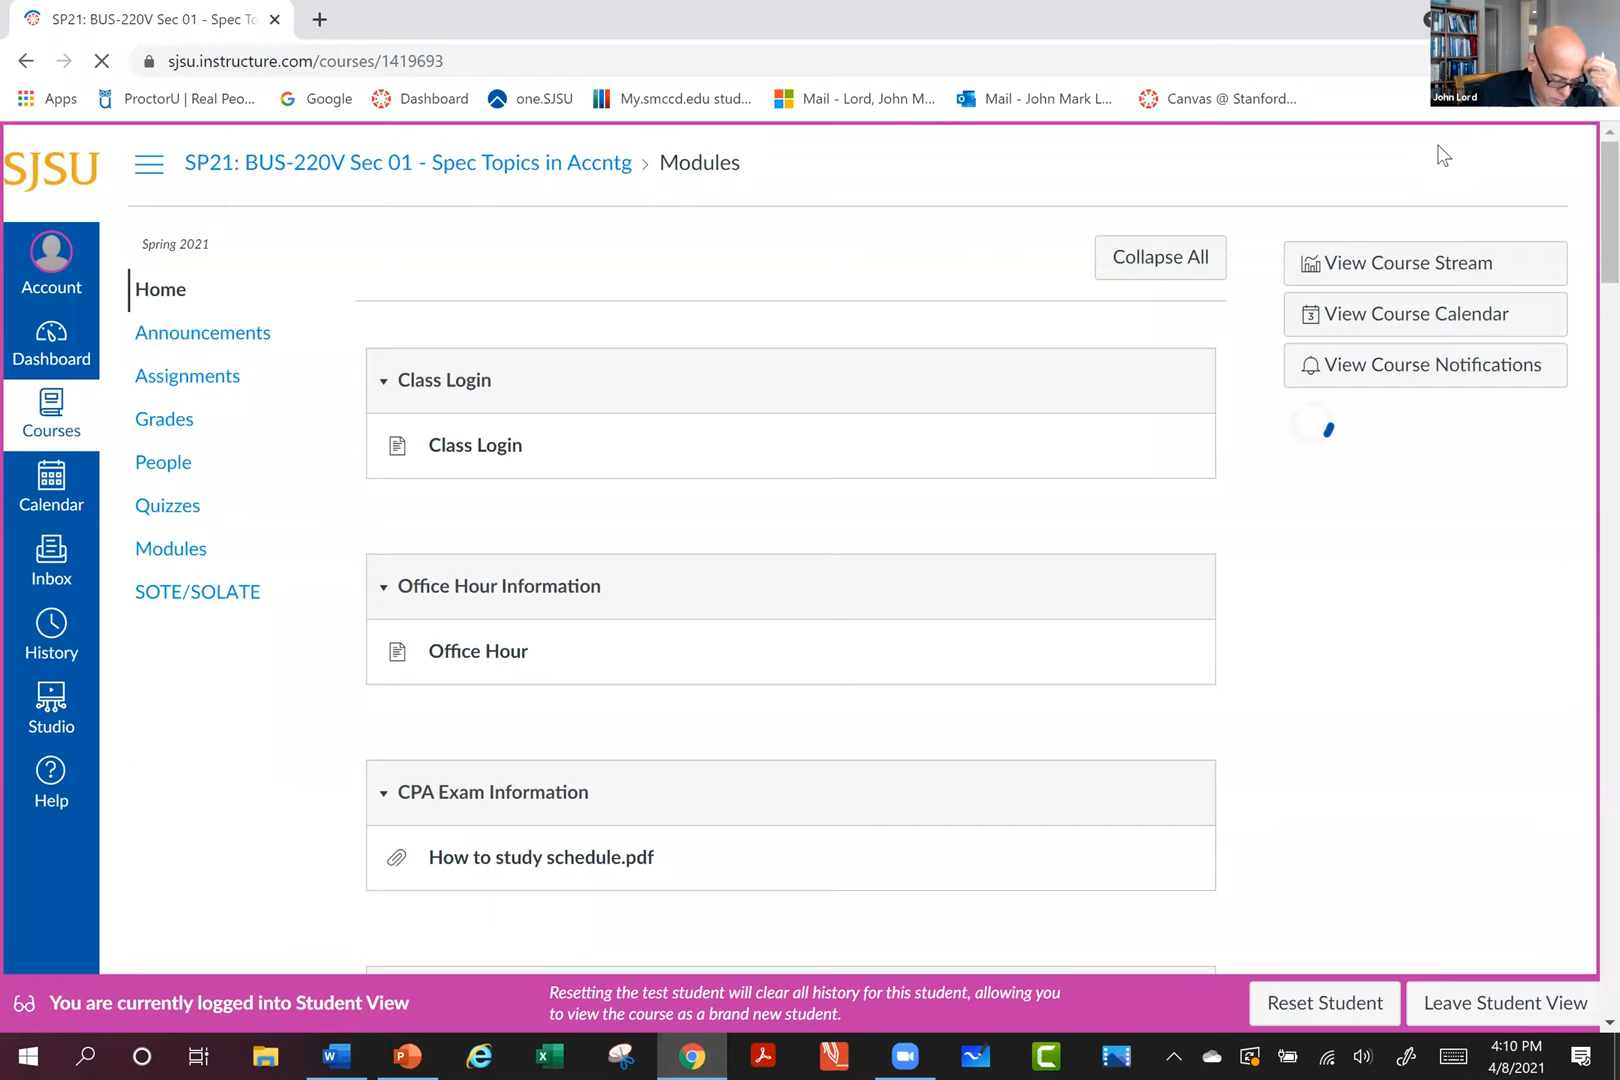 SP21: BUS-220V Sec 01 - Spec To
sjsu.instructure.com/courses/1419693
Apps
ProctorU | Real Peo...
Google
Dashboard
one.SJSU
My.smccd.edu stud...
Mail - Lord, John M...
Mail - John Mark L...
Canvas @ Stanford...
John Lord
SJSU
SP21: BUS-220V Sec 01 - Spec Topics in Accntg › Modules
Account
Dashboard
Courses
Calendar
Inbox
History
Studio
Help
Spring 2021
Home
Announcements
Assignments
Grades
People
Quizzes
Modules
SOTE/SOLATE
Collapse All
Class Login
Class Login
Office Hour Information
Office Hour
CPA Exam Information
How to study schedule.pdf
View Course Stream
3 View Course Calendar
View Course Notifications
You are currently logged into Student View
Resetting the test student will clear all history for this student, allowing you
to view the course as a brand new student.
Reset Student
Leave Student View
4:10 PM
4/8/2021